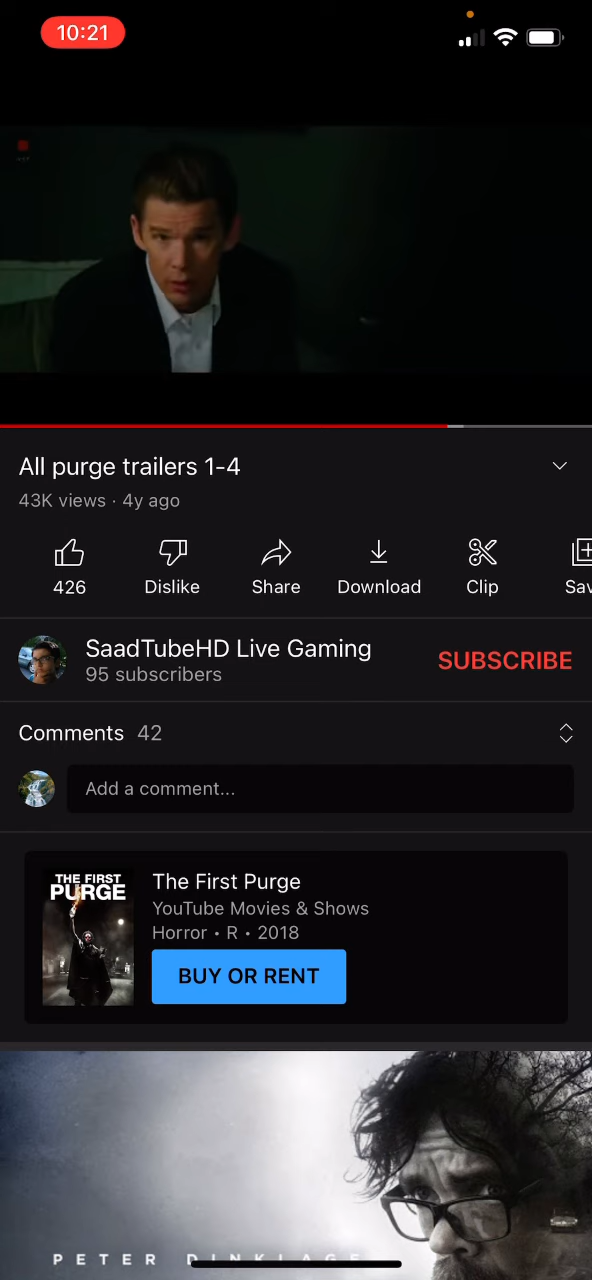 10:21
All purge trailers 1-4
43K views · 4y ago
426
Dislike
Share
Download
Clip
Sav
SaadTubeHD Live Gaming
95 subscribers
SUBSCRIBE
Comments 42
Add a comment...
THE FIRST
PURGE
The First Purge
YouTube Movies & Shows
Horror • R • 2018
BUY OR RENT
PETER DINKLAGE